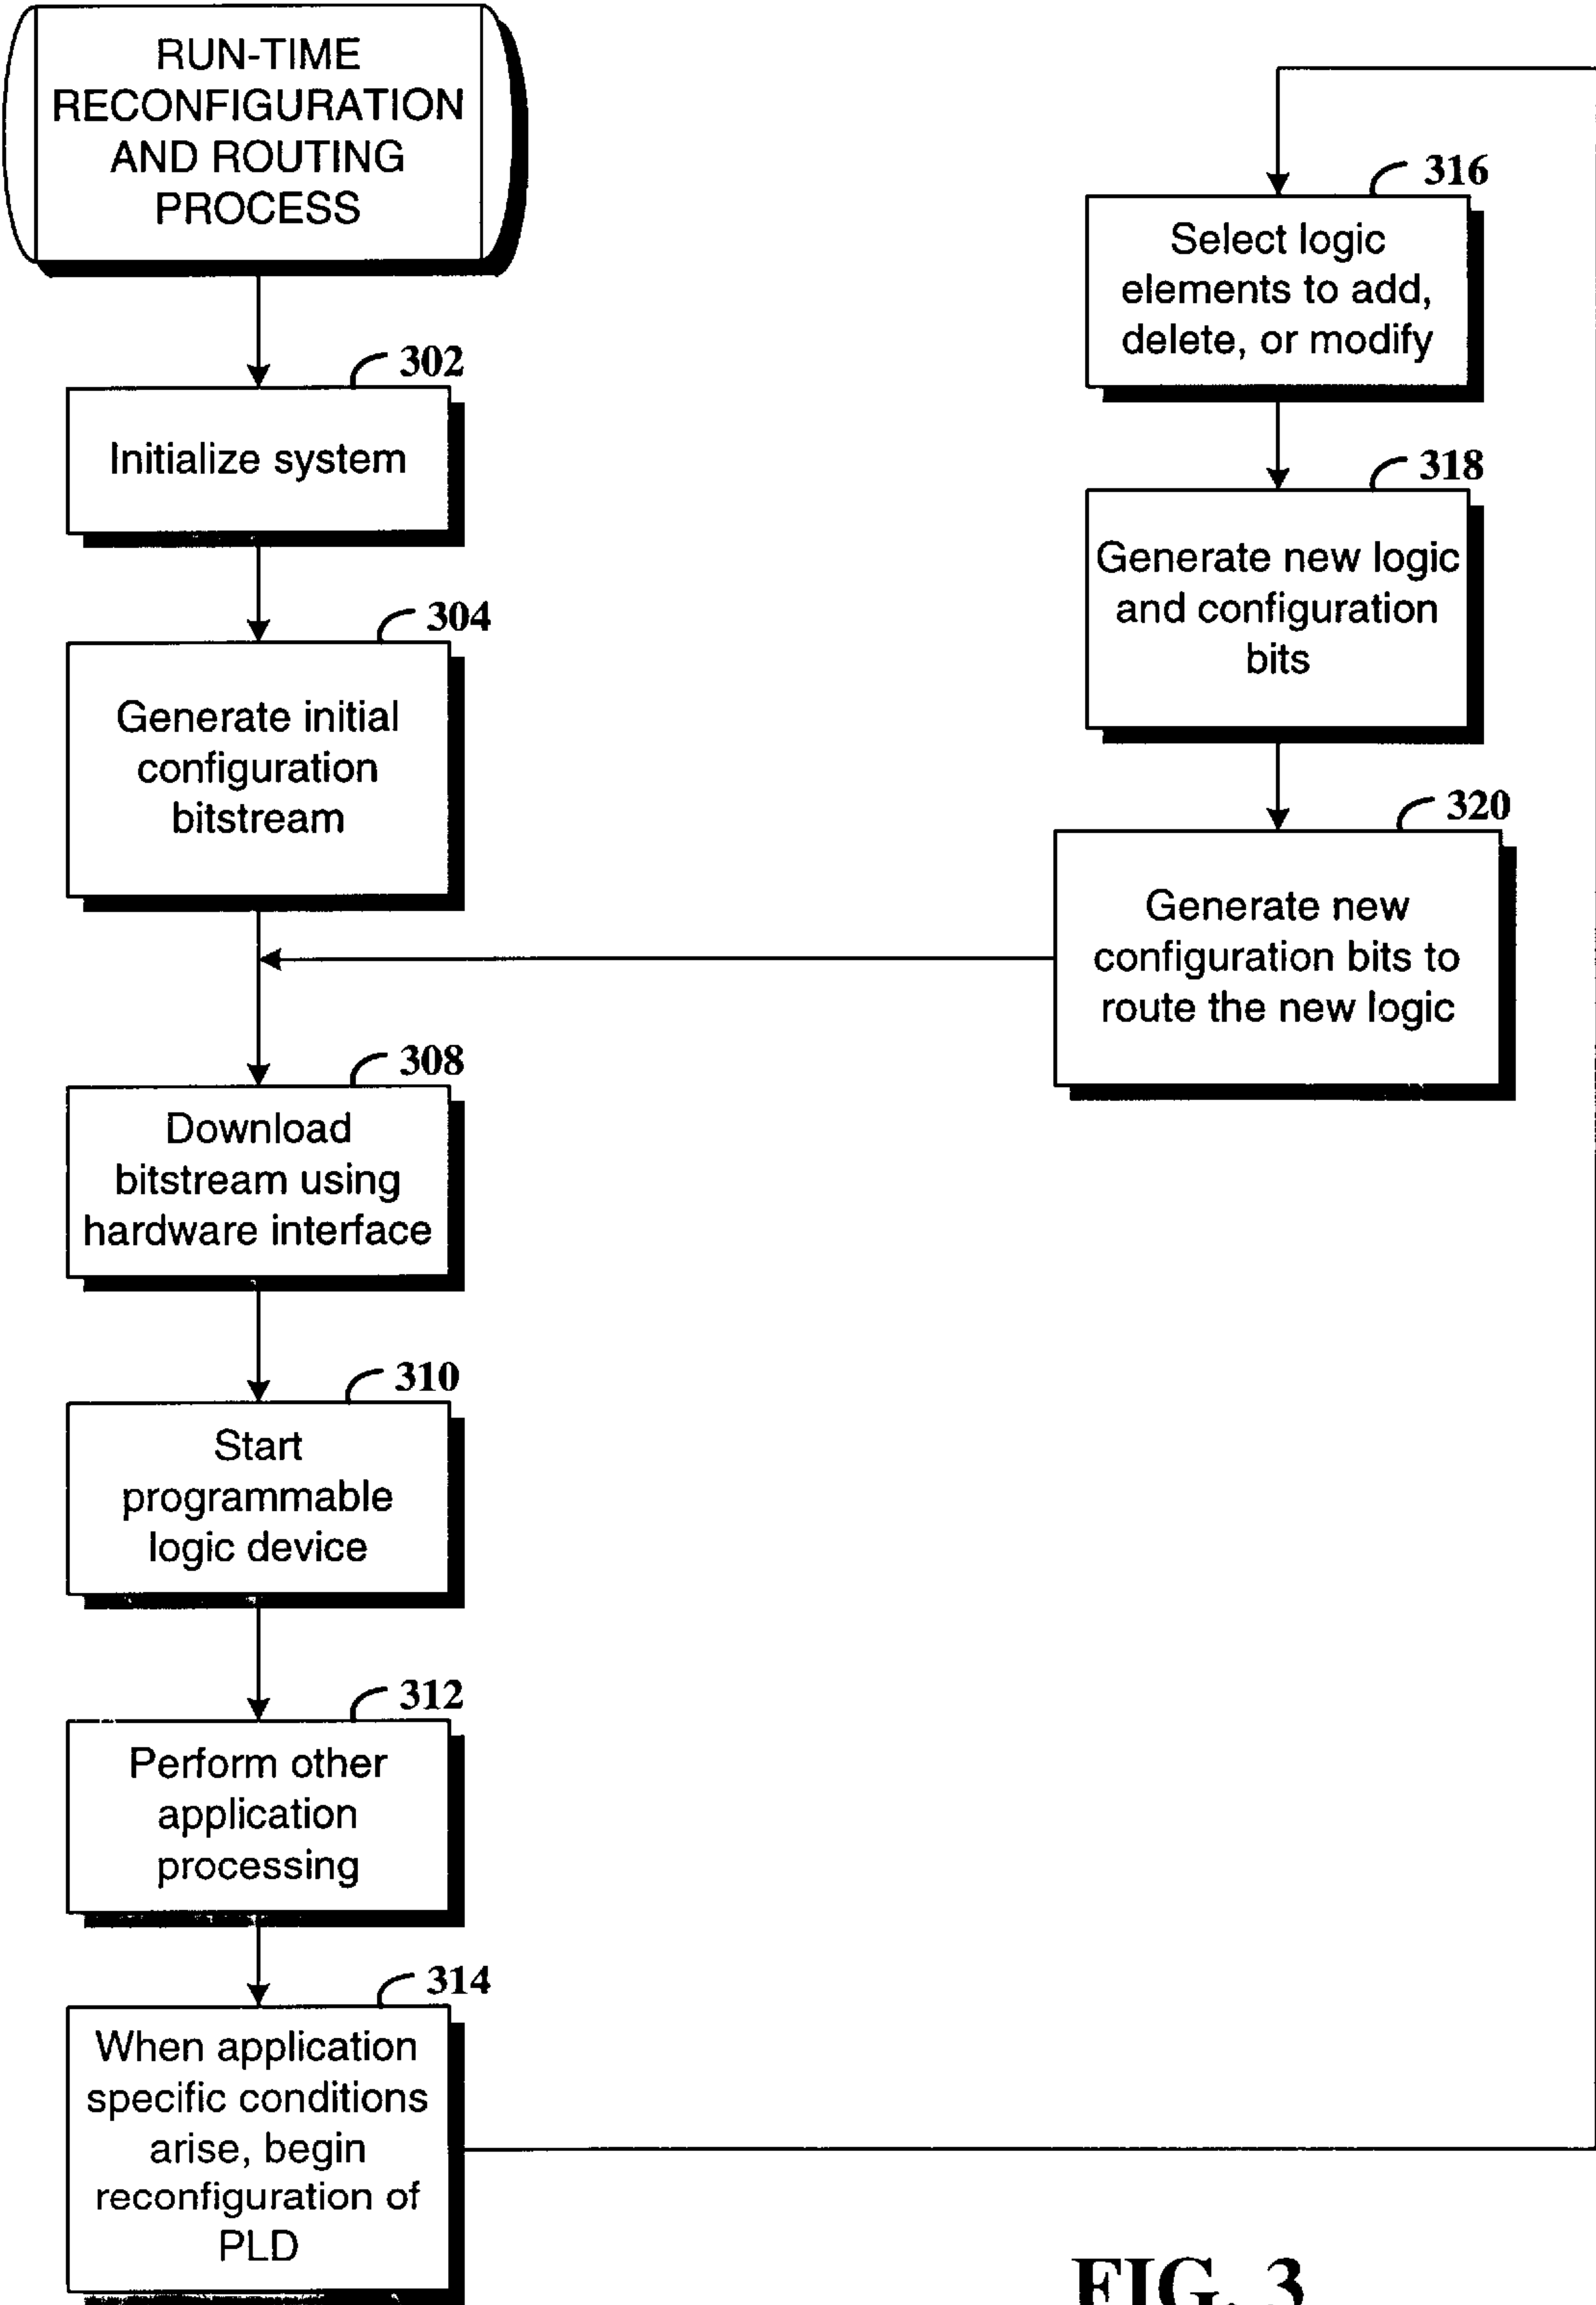 RUN-TIME
RECONFIGURATION
AND ROUTING
PROCESS
302
Initialize system
304
Generate initial
configuration
bitstream
308
Download
bitstream using
hardware interface
310
Start
programmable
logic device
312
Perform other
application
processing
314
When application
specific conditions
arise, begin
reconfiguration of
PLD
316
Select logic
elements to add,
delete, or modify
318
Generate new logic
and configuration
bits
320
Generate new
configuration bits to
route the new logic
FIG. 3